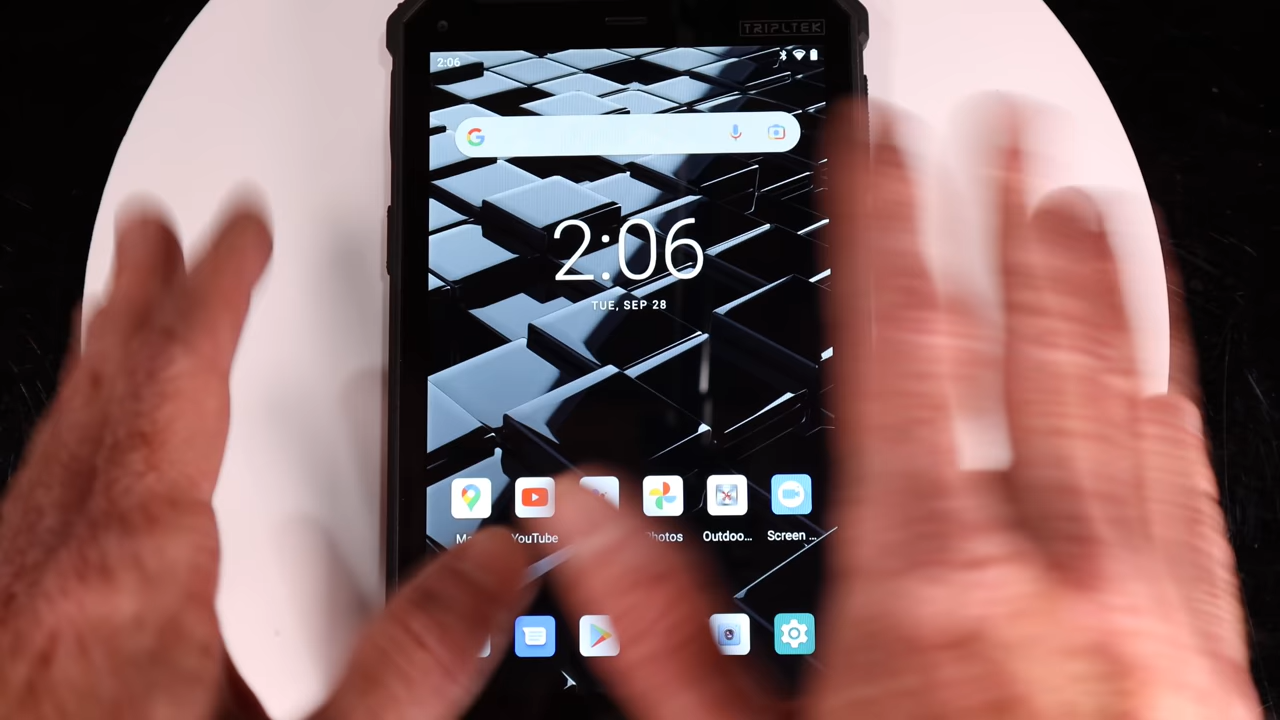 TRIPLTEK
2:06
2:06
TUE, SEP 28
YouTube
Photos
Outdoo...
Screen ...